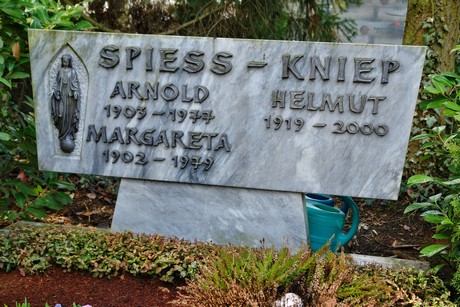 SPIESS - KNIEP
ARNOLD
1903-1977
MARGARETA
1902-1979
HELMUT
1919-2000